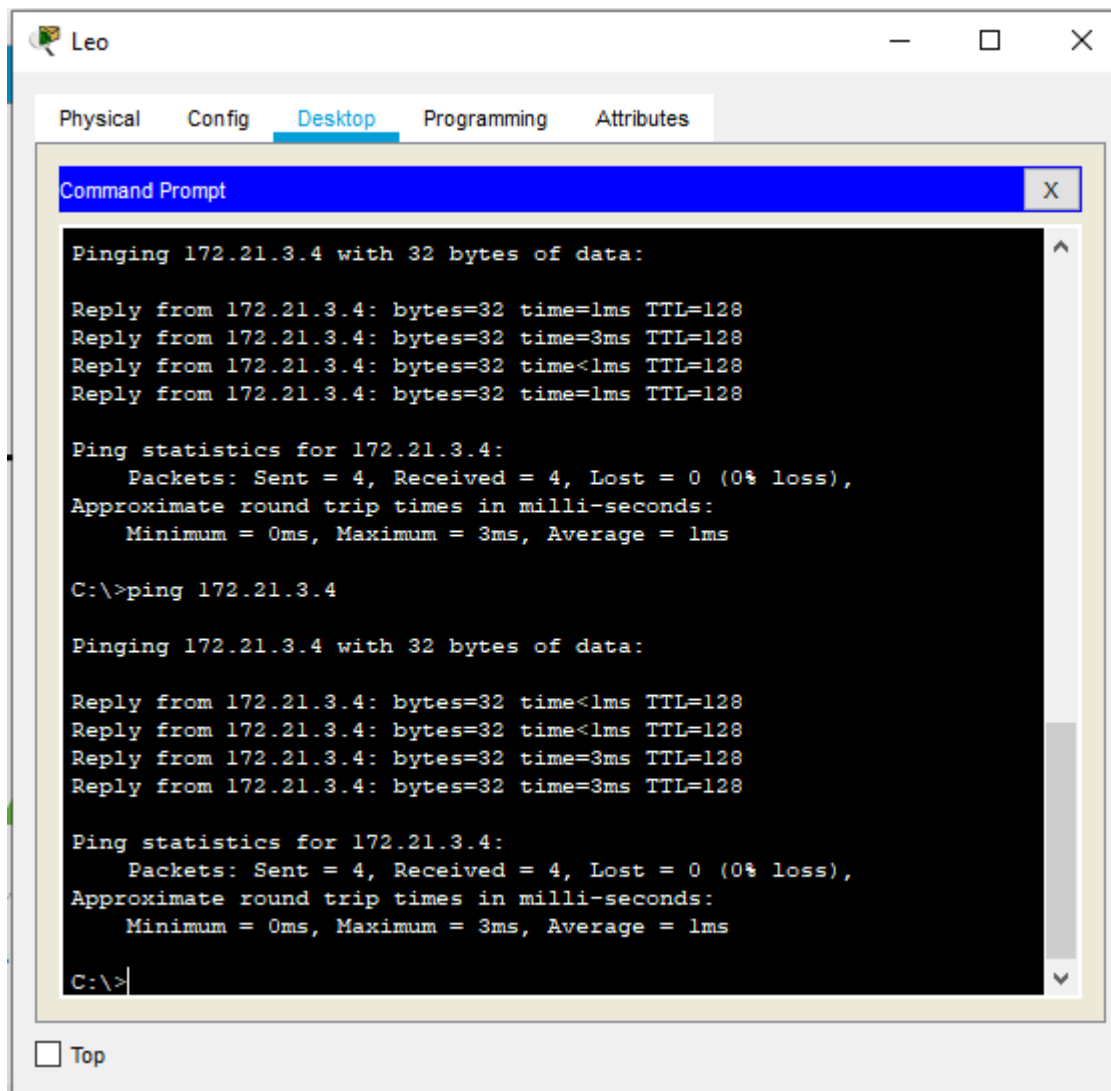 Leo
Physical Config Desktop Programming Attributes
Command Prompt X
Pinging 172.21.3.4 with 32 bytes of data:
Reply from 172.21.3.4: bytes=32 time=1ms TTL=128
Reply from 172.21.3.4: bytes=32 time=3ms TTL=128
Reply from 172.21.3.4: bytes=32 time<1ms TTL=128
Reply from 172.21.3.4: bytes=32 time=1ms TTL=128
Ping statistics for 172.21.3.4:
Packets: Sent = 4, Received = 4, Lost = 0 (0% loss),
Approximate round trip times in milli-seconds:
Minimum = 0ms, Maximum = 3ms, Average = 1ms
C:\>ping 172.21.3.4
Pinging 172.21.3.4 with 32 bytes of data:
Reply from 172.21.3.4: bytes=32 time<1ms TTL=128
Reply from 172.21.3.4: bytes=32 time<1ms TTL=128
Reply from 172.21.3.4: bytes=32 time=3ms TTL=128
Reply from 172.21.3.4: bytes=32 time=3ms TTL=128
Ping statistics for 172.21.3.4:
Packets: Sent = 4, Received = 4, Lost = 0 (0% loss),
Approximate round trip times in milli-seconds:
Minimum = 0ms, Maximum = 3ms, Average = 1ms
C:\>
Top